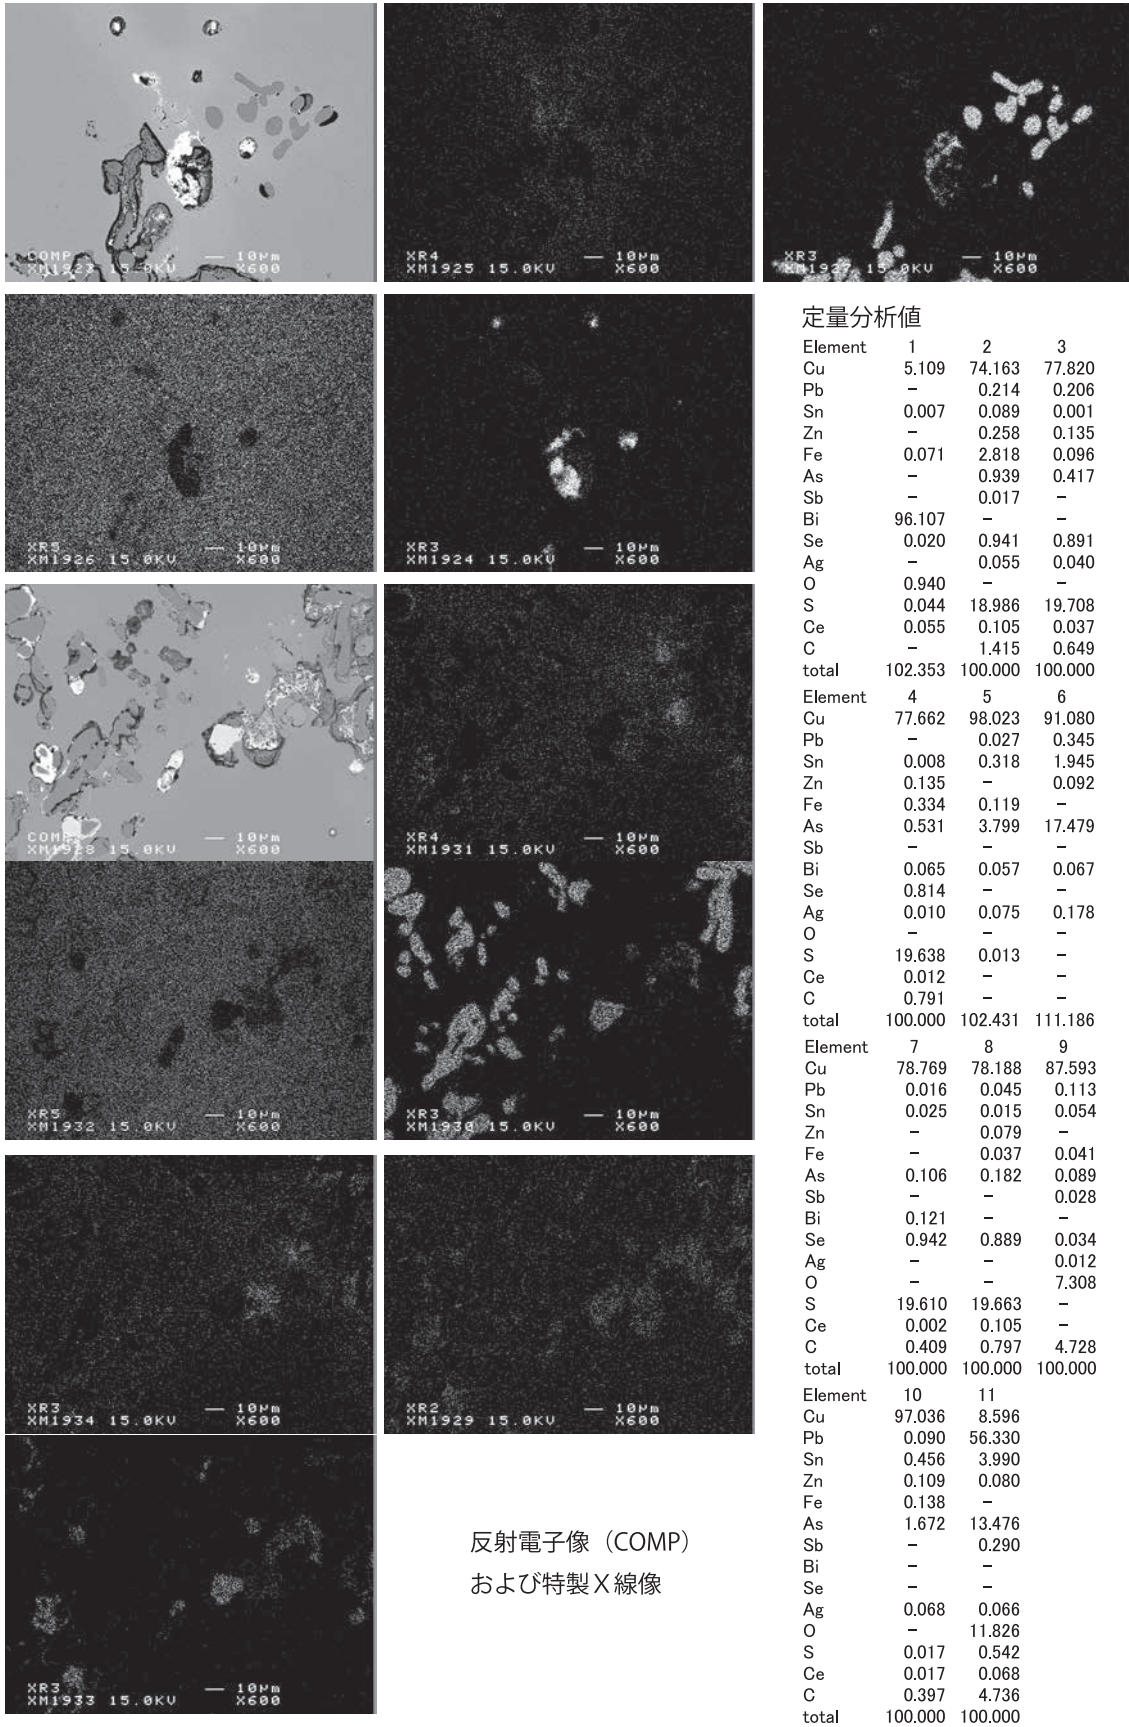 COMP 10μm
XM1923 15.0KV X600
XR4 10μm
XM1925 15.0KV X600
XR3 10μm
XM1927 15.0KV X600
XR5 10μm
XM1926 15.0KV X600
XR3 10μm
XM1924 15.0KV X600
COMP 10μm
XM1928 15.0KV X600
XR4 10μm
XM1931 15.0KV X600
XR5 10μm
XM1932 15.0KV X600
XR3 10μm
XM1930 15.0KV X600
XR3 10μm
XM1934 15.0KV X600
XR2 10μm
XM1929 15.0KV X600
XR3 10μm
XM1933 15.0KV X600
反射電子像（COMP）
および特製X線像
定量分析値
Element 1 2 3
Cu 5.109 74.163 77.820
Pb - 0.214 0.206
Sn 0.007 0.089 0.001
Zn - 0.258 0.135
Fe 0.071 2.818 0.096
As - 0.939 0.417
Sb - 0.017 -
Bi 96.107 - -
Se 0.020 0.941 0.891
Ag - 0.055 0.040
O 0.940 - -
S 0.044 18.986 19.708
Ce 0.055 0.105 0.037
C - 1.415 0.649
total 102.353 100.000 100.000
Element 4 5 6
Cu 77.662 98.023 91.080
Pb - 0.027 0.345
Sn 0.008 0.318 1.945
Zn 0.135 - 0.092
Fe 0.334 0.119 -
As 0.531 3.799 17.479
Sb - - -
Bi 0.065 0.057 0.067
Se 0.814 - -
Ag 0.010 0.075 0.178
O - - -
S 19.638 0.013 -
Ce 0.012 - -
C 0.791 - -
total 100.000 102.431 111.186
Element 7 8 9
Cu 78.769 78.188 87.593
Pb 0.016 0.045 0.113
Sn 0.025 0.015 0.054
Zn - 0.079 -
Fe - 0.037 0.041
As 0.106 0.182 0.089
Sb - - 0.028
Bi 0.121 - -
Se 0.942 0.889 0.034
Ag - - 0.012
O - - 7.308
S 19.610 19.663 -
Ce 0.002 0.105 -
C 0.409 0.797 4.728
total 100.000 100.000 100.000
Element 10 11
Cu 97.036 8.596
Pb 0.090 56.330
Sn 0.456 3.990
Zn 0.109 0.080
Fe 0.138 -
As 1.672 13.476
Sb - 0.290
Bi - -
Se - -
Ag 0.068 0.066
O - 11.826
S 0.017 0.542
Ce 0.017 0.068
C 0.397 4.736
total 100.000 100.000